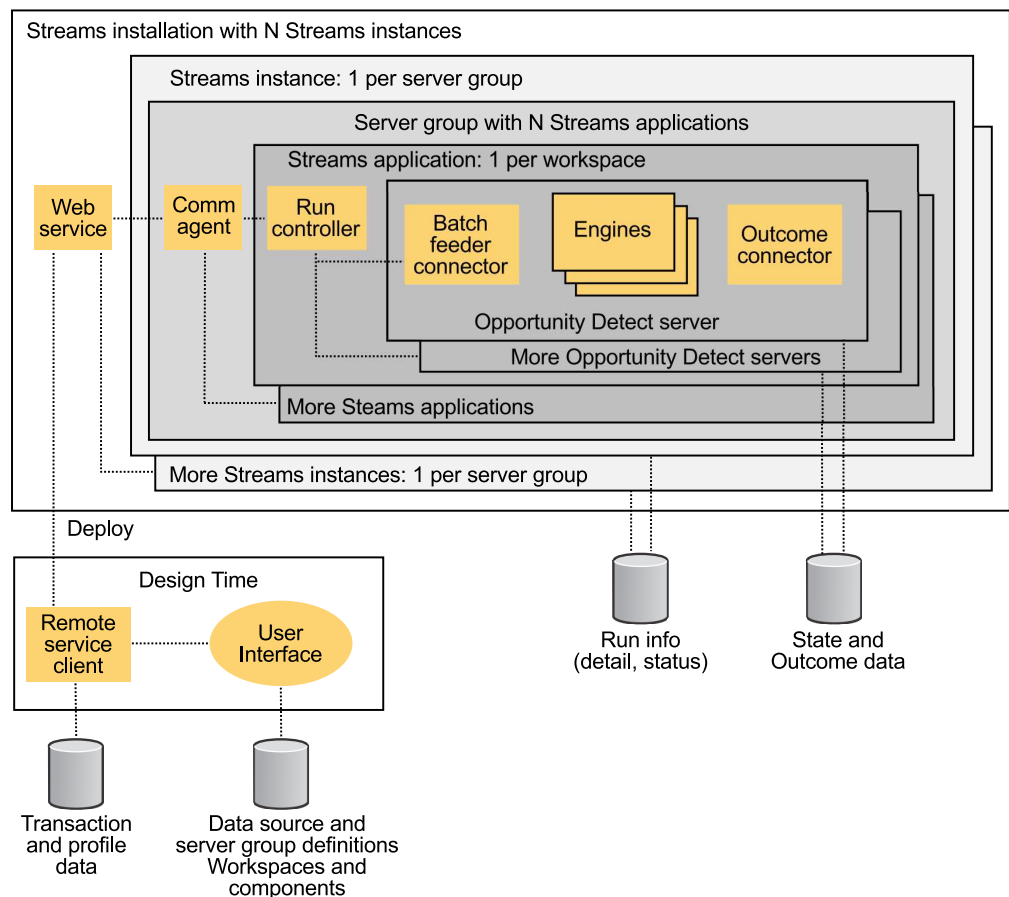 Streams installation with N Streams instances
Streams instance: 1 per server group
Server group with N Streams applications
Streams application: 1 per workspace
Web
service
Comm
agent
Run
controller
Batch
feeder
connector
Engines
Outcome
connector
Opportunity Detect server
More Opportunity Detect servers
More Steams applications
More Streams instances: 1 per server group
Deploy
Design Time
Remote
service
client
User
Interface
Run info
(detail, status)
State and
Outcome data
Transaction
and profile
data
Data source and
server group definitions
Workspaces and
components